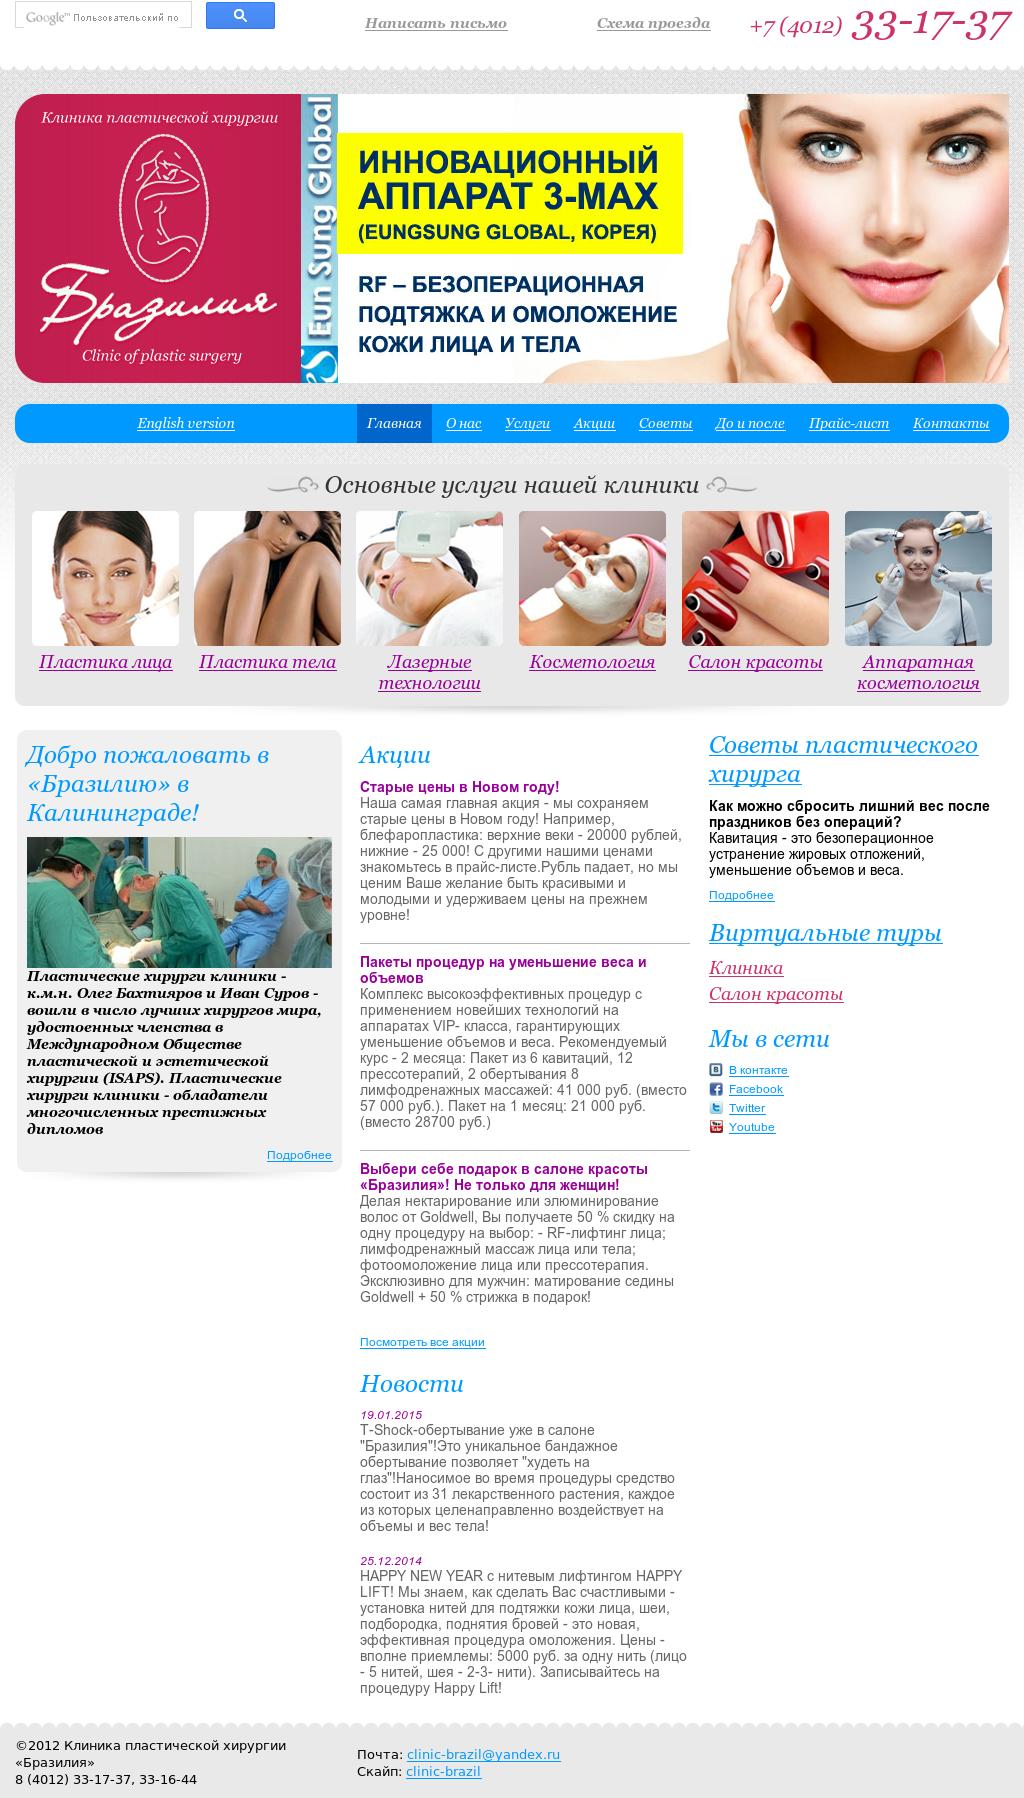 Google™ Пользовательский по
Написать письмо
Схема проезда
+7 (4012) 33-17-37
Клиника пластической хирургии
Бразилия
Clinic of plastic surgery
Eun Sung Global
ИННОВАЦИОННЫЙ
АППАРАТ 3-MAX
(EUNGSUNG GLOBAL, КОРЕЯ)
RF – БЕЗОПЕРАЦИОННАЯ
ПОДТЯЖКА И ОМОЛОЖЕНИЕ
КОЖИ ЛИЦА И ТЕЛА
English version
Главная
О нас
Услуги
Акции
Советы
До и после
Прайс-лист
Контакты
Основные услуги нашей клиники
Пластика лица
Пластика тела
Лазерные
технологии
Косметология
Салон красоты
Аппаратная
косметология
Добро пожаловать в
«Бразилию» в
Калининграде!
Пластические хирурги клиники -
к.м.н. Олег Бахтияров и Иван Суров -
вошли в число лучших хирургов мира,
удостоенных членства в
Международном Обществе
пластической и эстетической
хирургии (ISAPS). Пластические
хирурги клиники - обладатели
многочисленных престижных
дипломов
Подробнее
Акции
Старые цены в Новом году!
Наша самая главная акция - мы сохраняем
старые цены в Новом году! Например,
блефаропластика: верхние веки - 20000 рублей,
нижние - 25 000! С другими нашими ценами
знакомьтесь в прайс-листе.Рубль падает, но мы
ценим Ваше желание быть красивыми и
молодыми и удерживаем цены на прежнем
уровне!
Пакеты процедур на уменьшение веса и
объемов
Комплекс высокоэффективных процедур с
применением новейших технологий на
аппаратах VIP- класса, гарантирующих
уменьшение объемов и веса. Рекомендуемый
курс - 2 месяца: Пакет из 6 кавитаций, 12
прессотерапий, 2 обертывания 8
лимфодренажных массажей: 41 000 руб. (вместо
57 000 руб.). Пакет на 1 месяц: 21 000 руб.
(вместо 28700 руб.)
Выбери себе подарок в салоне красоты
«Бразилия»! Не только для женщин!
Делая нектарирование или элюминирование
волос от Goldwell, Вы получаете 50 % скидку на
одну процедуру на выбор: - RF-лифтинг лица;
лимфодренажный массаж лица или тела;
фотоомоложение лица или прессотерапия.
Эксклюзивно для мужчин: матирование седины
Goldwell + 50 % стрижка в подарок!
Посмотреть все акции
Новости
19.01.2015
T-Shock-обертывание уже в салоне
"Бразилия"!Это уникальное бандажное
обертывание позволяет "худеть на
глаз"!Наносимое во время процедуры средство
состоит из 31 лекарственного растения, каждое
из которых целенаправленно воздействует на
объемы и вес тела!
25.12.2014
HAPPY NEW YEAR с нитевым лифтингом HAPPY
LIFT! Мы знаем, как сделать Вас счастливыми -
установка нитей для подтяжки кожи лица, шеи,
подбородка, поднятия бровей - это новая,
эффективная процедура омоложения. Цены -
вполне приемлемы: 5000 руб. за одну нить (лицо
- 5 нитей, шея - 2-3- нити). Записывайтесь на
процедуру Happy Lift!
Советы пластического
хирурга
Как можно сбросить лишний вес после
праздников без операций?
Кавитация - это безоперационное
устранение жировых отложений,
уменьшение объемов и веса.
Подробнее
Виртуальные туры
Клиника
Салон красоты
Мы в сети
В контакте
Facebook
Twitter
Youtube
©2012 Клиника пластической хирургии
«Бразилия»
8 (4012) 33-17-37, 33-16-44
Почта: clinic-brazil@yandex.ru
Скайп: clinic-brazil